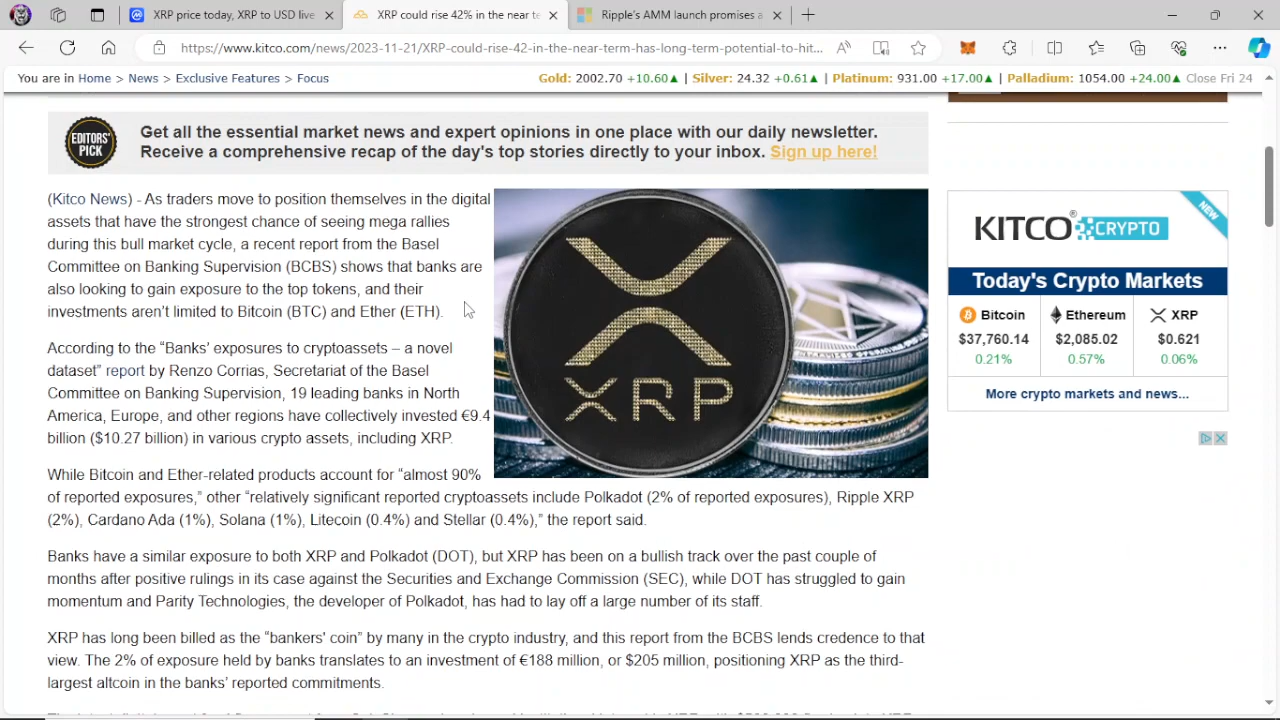 XRP price today, XRP to USD live
XRP could rise 42% in the near te
Ripple's AMM launch promises a
https://www.kitco.com/news/2023-11-21/XRP-could-rise-42-in-the-near-term-has-long-term-potential-to-hit...
You are in Home > News > Exclusive Features > Focus
Gold: 2002.70 +10.60▲ | Silver: 24.32 +0.61▲ | Platinum: 931.00 +17.00▲ | Palladium: 1054.00 +24.00▲ Close Fri 24
EDITORS' PICK
Get all the essential market news and expert opinions in one place with our daily newsletter.
Receive a comprehensive recap of the day's top stories directly to your inbox. Sign up here!
(Kitco News) - As traders move to position themselves in the digital
assets that have the strongest chance of seeing mega rallies
during this bull market cycle, a recent report from the Basel
Committee on Banking Supervision (BCBS) shows that banks are
also looking to gain exposure to the top tokens, and their
investments aren't limited to Bitcoin (BTC) and Ether (ETH).
According to the “Banks' exposures to cryptoassets – a novel
dataset” report by Renzo Corrias, Secretariat of the Basel
Committee on Banking Supervision, 19 leading banks in North
America, Europe, and other regions have collectively invested €9.4
billion ($10.27 billion) in various crypto assets, including XRP.
XRP
While Bitcoin and Ether-related products account for “almost 90%
of reported exposures,” other “relatively significant reported cryptoassets include Polkadot (2% of reported exposures), Ripple XRP
(2%), Cardano Ada (1%), Solana (1%), Litecoin (0.4%) and Stellar (0.4%),” the report said.
Banks have a similar exposure to both XRP and Polkadot (DOT), but XRP has been on a bullish track over the past couple of
months after positive rulings in its case against the Securities and Exchange Commission (SEC), while DOT has struggled to gain
momentum and Parity Technologies, the developer of Polkadot, has had to lay off a large number of its staff.
XRP has long been billed as the “bankers' coin” by many in the crypto industry, and this report from the BCBS lends credence to that
view. The 2% of exposure held by banks translates to an investment of €188 million, or $205 million, positioning XRP as the third-
largest altcoin in the banks' reported commitments.
NEW
KITCO® CRYPTO
Today's Crypto Markets
Bitcoin Ethereum XRP
$37,760.14 $2,085.02 $0.621
0.21% 0.57% 0.06%
More crypto markets and news...